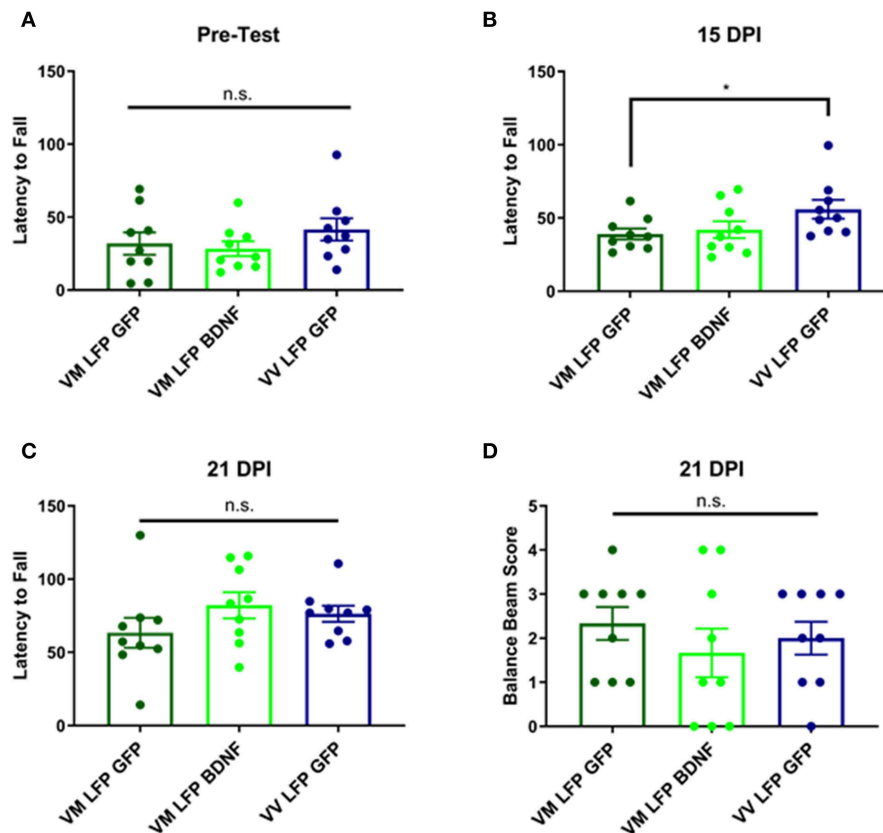 A
Pre-Test
150
100
50
0
Latency to Fall
n.s.
VM LFP GFP
VM LFP BDNF
VV LFP GFP
B
15 DPI
150
100
50
0
Latency to Fall
*
VM LFP GFP
VM LFP BDNF
VV LFP GFP
C
21 DPI
150
100
50
0
Latency to Fall
n.s.
VM LFP GFP
VM LFP BDNF
VV LFP GFP
D
21 DPI
5
4
3
2
1
0
Balance Beam Score
n.s.
VM LFP GFP
VM LFP BDNF
VV LFP GFP